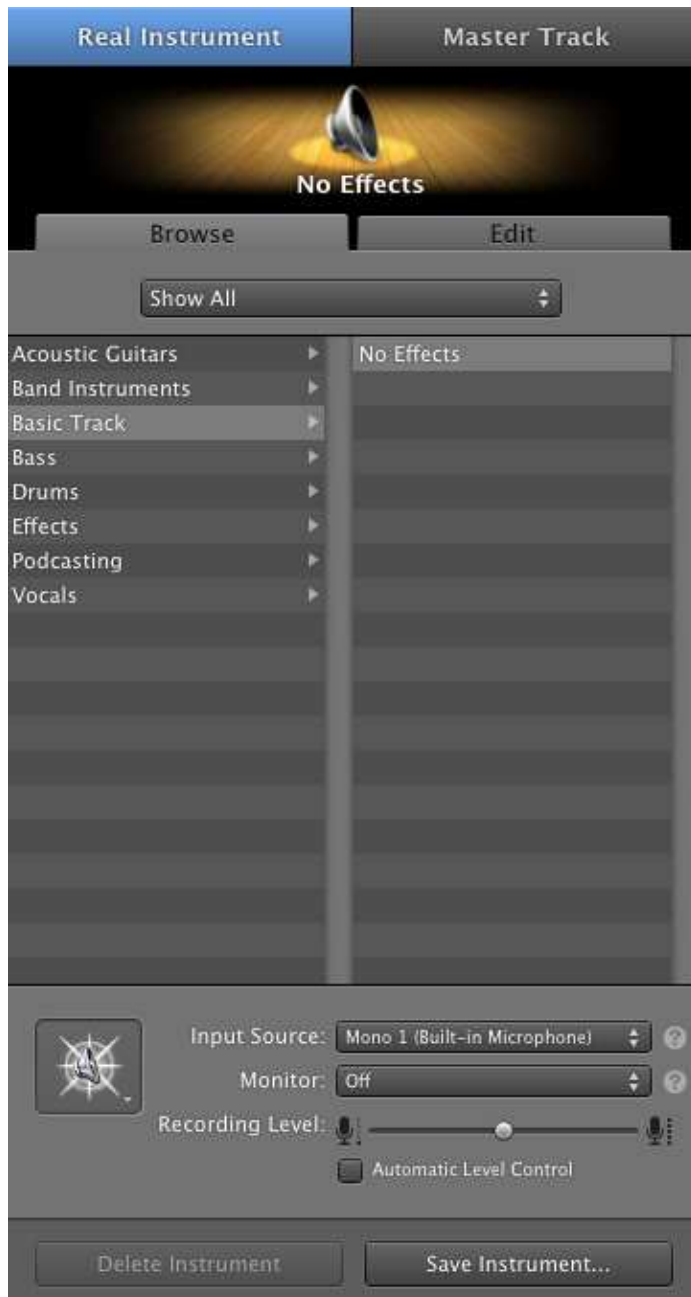 Real Instrument Master Track
No Effects
Browse Edit
Show All
Acoustic Guitars No Effects
Band Instruments
Basic Track
Bass
Drums
Effects
Podcasting
Vocals
Input Source: Mono 1 (Built-in Microphone) ?
Monitor: Off ?
Recording Level:
Automatic Level Control
Delete Instrument Save Instrument...